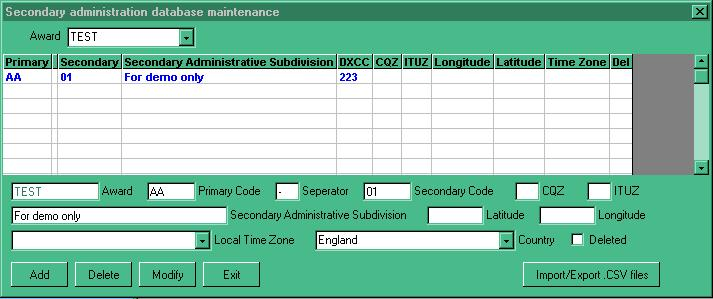 Secondary administration database maintenance
Award TEST
Primary Secondary Secondary Administrative Subdivision DXCC CQZ ITUZ Longitude Latitude Time Zone Del
AA 01 For demo only 223
TEST Award AA Primary Code - Seperator 01 Secondary Code CQZ ITUZ
For demo only Secondary Administrative Subdivision Latitude Longitude
Local Time Zone England Country Deleted
Add Delete Modify Exit Import/Export .CSV files